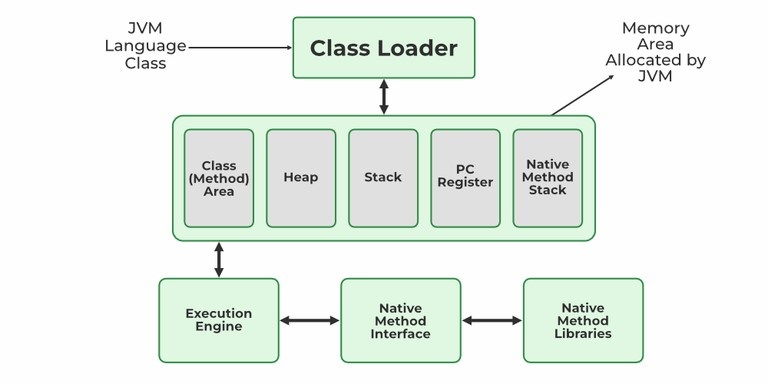 JVM
Language
Class
Class Loader
Memory
Area
Allocated by
JVM
Class
(Method)
Area
Heap
Stack
PC
Register
Native
Method
Stack
Execution
Engine
Native
Method
Interface
Native
Method
Libraries